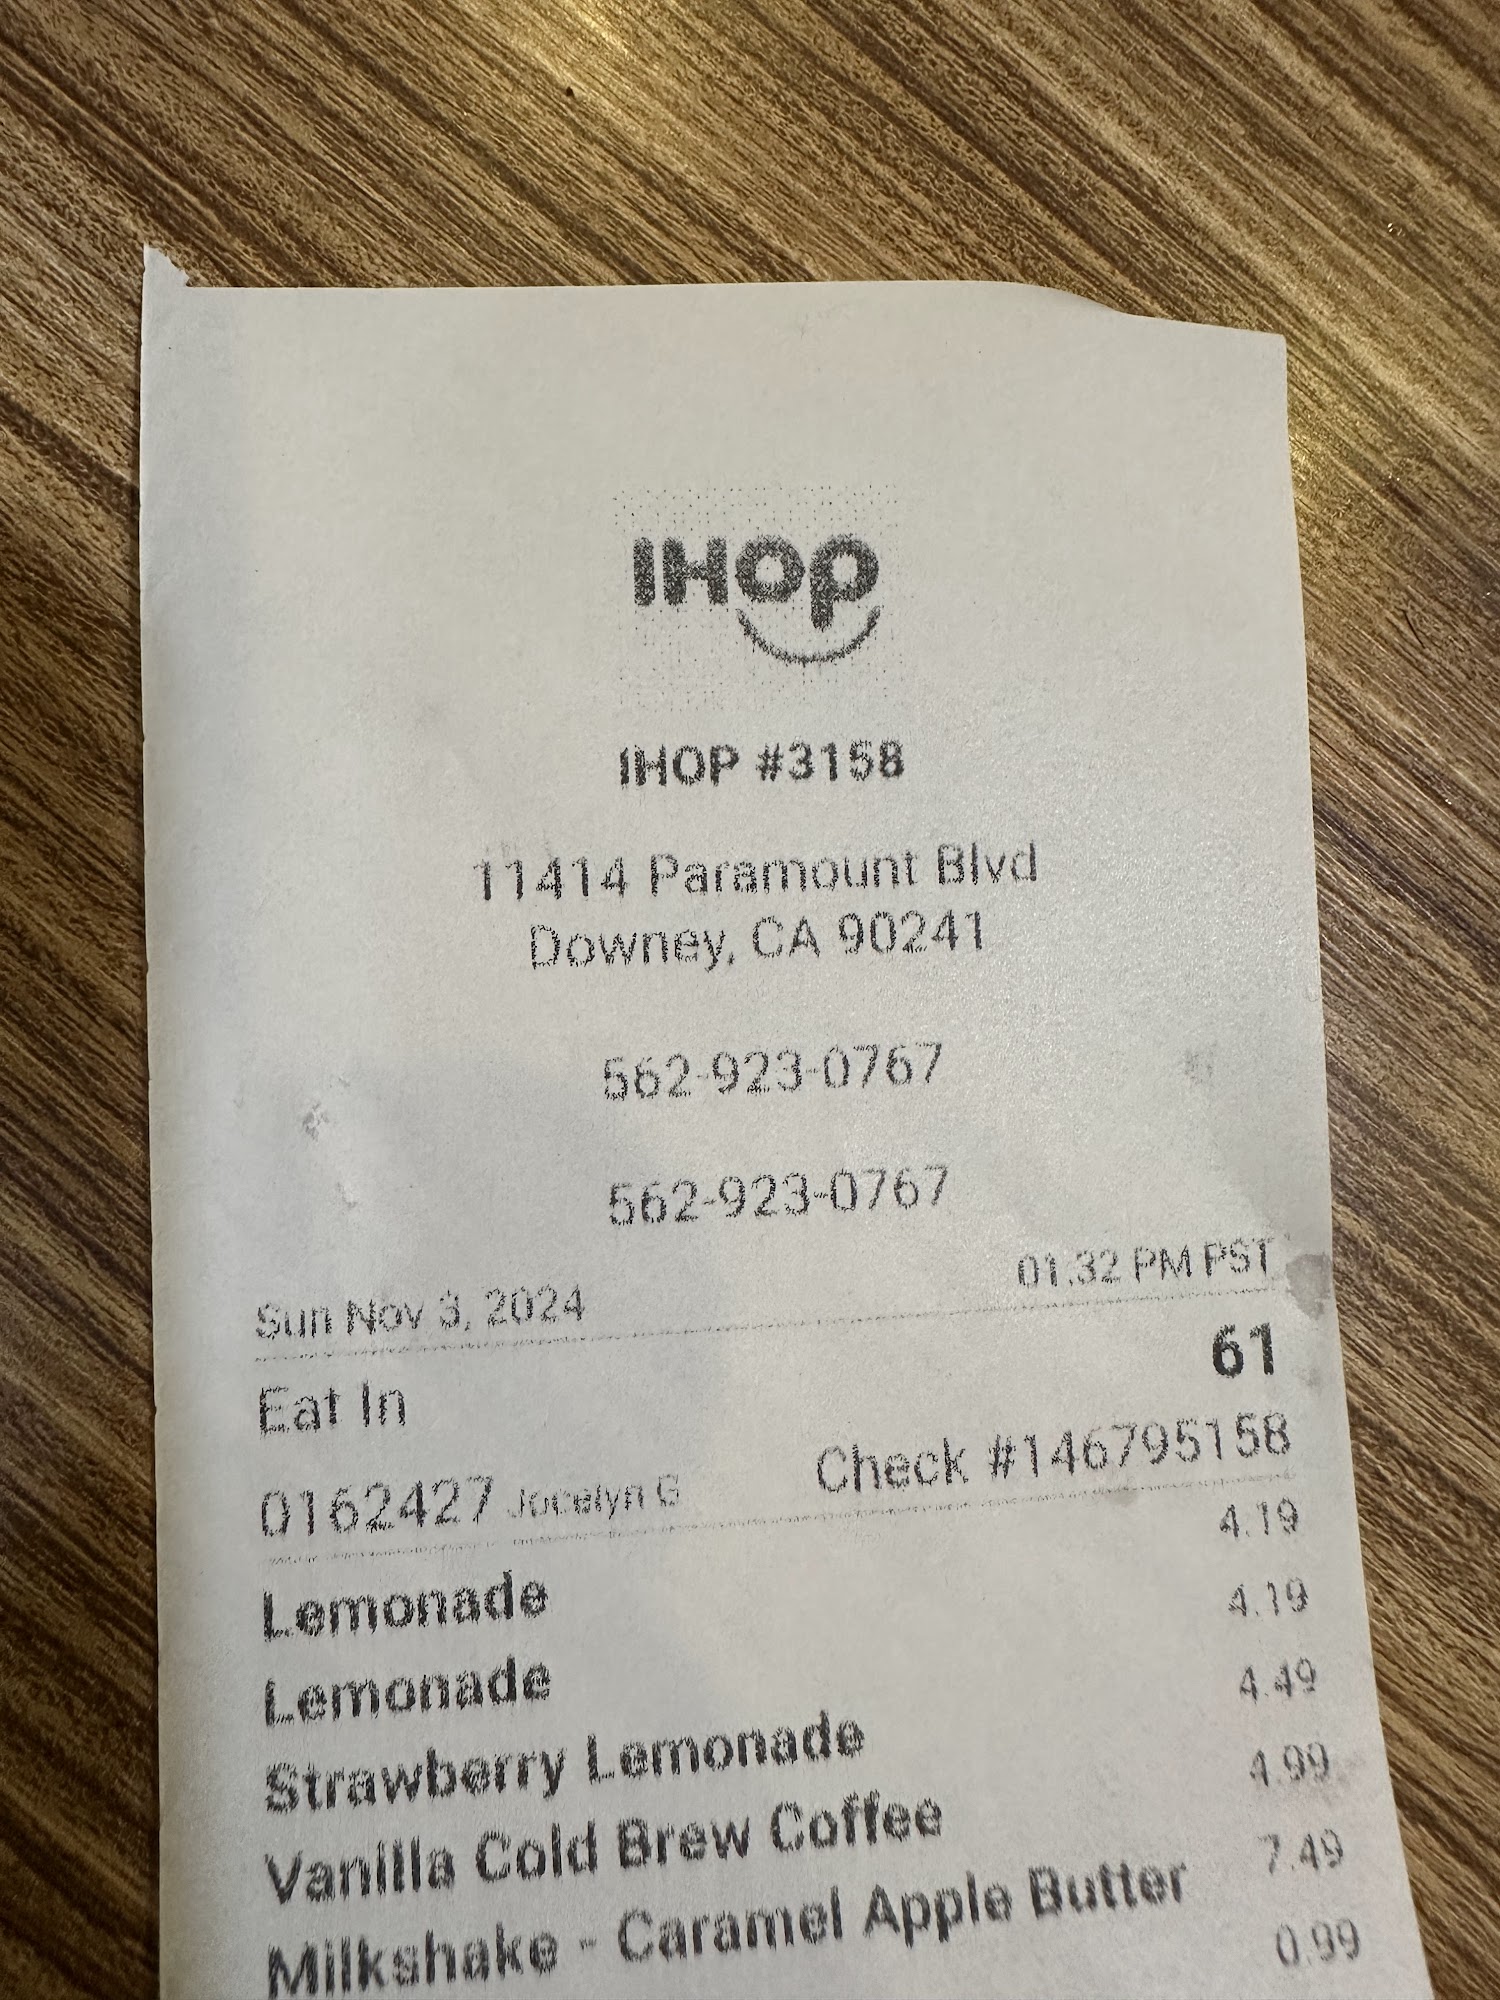 IHOP
IHOP #3158
11414 Paramount Blvd
Downey, CA 90241
562-923-0767
562-923-0767
Sun Nov 3, 2024 01:32 PM PST
Eat In 61
0162427 Jocelyn G Check #146795158
Lemonade 4.19
Lemonade 4.19
Strawberry Lemonade 4.49
Vanilla Cold Brew Coffee 4.99
Milkshake - Caramel Apple Butter 7.49
0.99